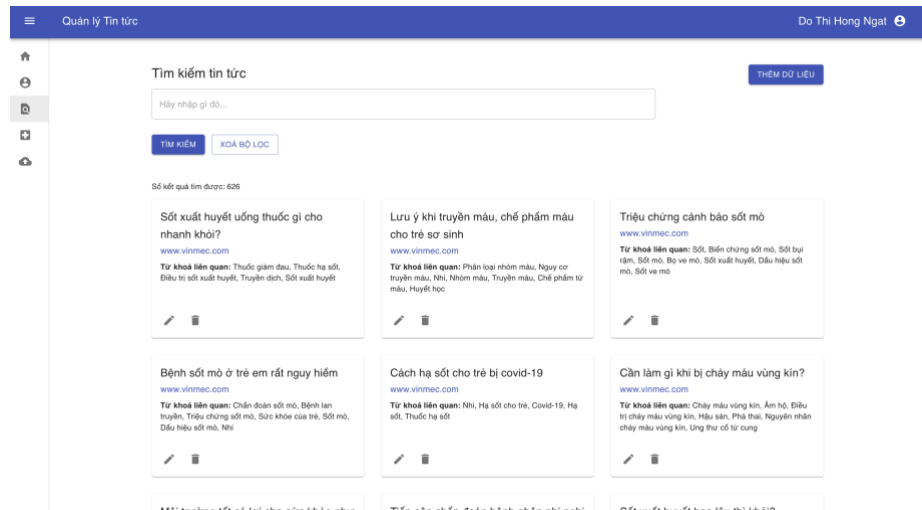 Quản lý Tin tức
Do Thi Hong Ngat
Tìm kiếm tin tức
THÊM DỮ LIỆU
Hãy nhập gì đó...
TÌM KIẾM
XOÁ BỘ LỌC
Số kết quả tìm được: 626
Sốt xuất huyết uống thuốc gì cho
nhanh khỏi?
www.vinmec.com
Từ khoá liên quan: Thuốc giảm đau, Thuốc hạ sốt,
Điều trị sốt xuất huyết, Truyền dịch, Sốt xuất huyết
Lưu ý khi truyền máu, chế phẩm máu
cho trẻ sơ sinh
www.vinmec.com
Từ khoá liên quan: Phân loại nhóm máu, Nguy cơ
truyền máu, Nhi, Nhóm máu, Truyền máu, Chế phẩm từ
máu, Huyết học
Triệu chứng cảnh báo sốt mò
www.vinmec.com
Từ khoá liên quan: Sốt, Biến chứng sốt mò, Sốt bụi
rậm, Sốt mò, Bọ ve mò, Sốt xuất huyết, Dấu hiệu sốt
mò, Sốt ve mò
Bệnh sốt mò ở trẻ em rất nguy hiểm
www.vinmec.com
Từ khoá liên quan: Chẩn đoán sốt mò, Bệnh lan
truyền, Triệu chứng sốt mò, Sức khỏe của trẻ, Sốt mò,
Dấu hiệu sốt mò, Nhi
Cách hạ sốt cho trẻ bị covid-19
www.vinmec.com
Từ khoá liên quan: Nhi, Hạ sốt cho trẻ, Covid-19, Hạ
sốt, Thuốc hạ sốt
Cần làm gì khi bị chảy máu vùng kín?
www.vinmec.com
Từ khoá liên quan: Chảy máu vùng kín, Âm hộ, Điều
trị chảy máu vùng kín, Hậu sản, Phá thai, Nguyên nhân
chảy máu vùng kín, Ung thư cổ tử cung